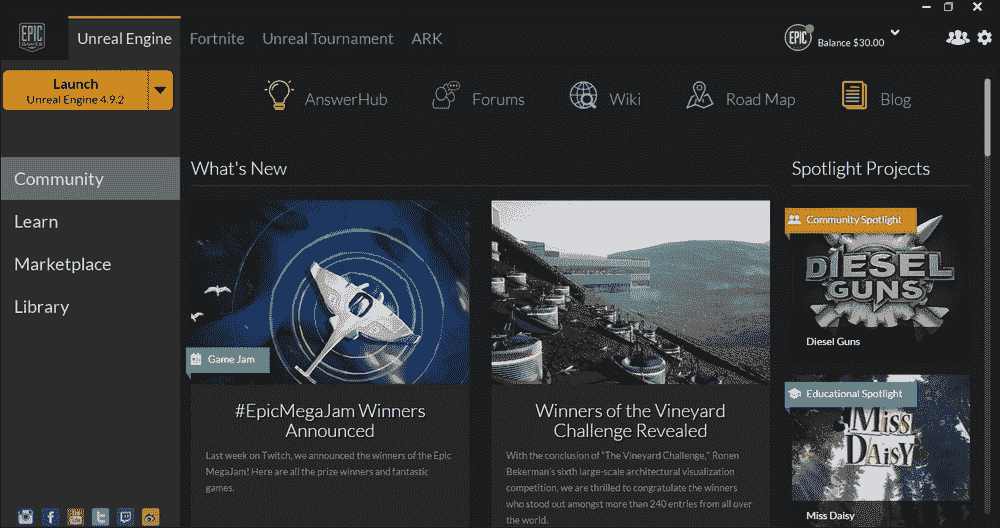 EPIC GAMES
Unreal Engine
Fortnite
Unreal Tournament
ARK
EPIC
Balance $30.00
Launch
Unreal Engine 4.9.2
AnswerHub
Forums
Wiki
Road Map
Blog
Community
Learn
Marketplace
Library
What's New
Spotlight Projects
Game Jam
#EpicMegaJam Winners
Announced
Last week on Twitch, we announced the winners of the Epic
MegaJam! Here are all the prize winners and fantastic
games.
Winners of the Vineyard
Challenge Revealed
With the conclusion of "The Vineyard Challenge," Ronen
Bekerman's sixth large-scale architectural visualization
competition, we are thrilled to congratulate the winners
who stood out amongst more than 240 entries from all over
the world.
Community Spotlight
DIESEL
GUNS
Diesel Guns
Educational Spotlight
Miss
DAisY
Miss Daisy